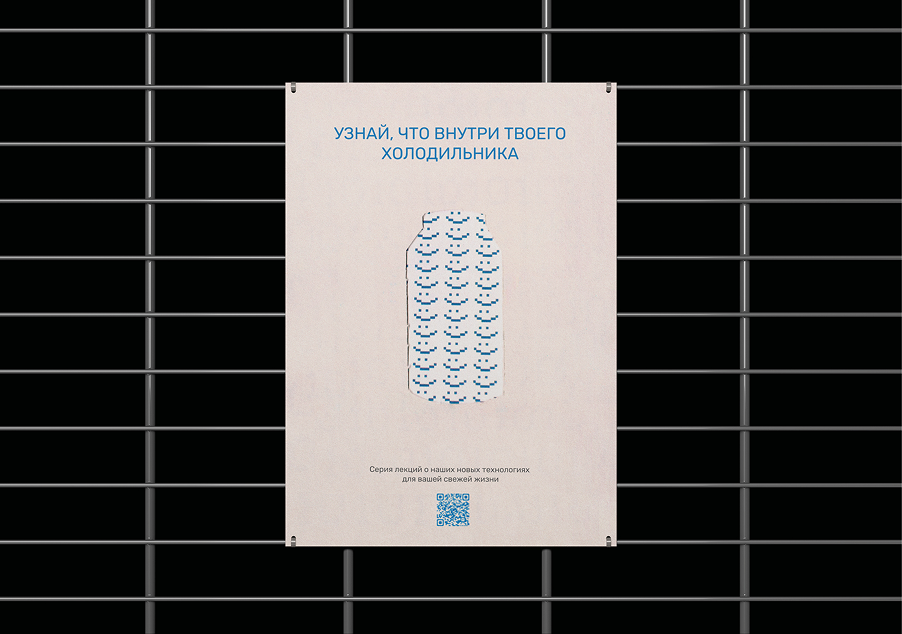 УЗНАЙ, ЧТО ВНУТРИ ТВОЕГО
ХОЛОДИЛЬНИКА
Серия лекций о наших новых технологиях
для вашей свежей жизни